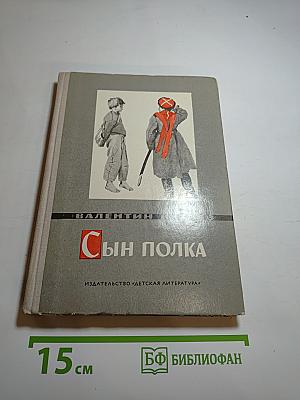 ВАЛЕНТИН
СЫН ПОЛКА
ИЗДАТЕЛЬСТВО «ДЕТСКАЯ ЛИТЕРАТУРА»
15 см
БФ БИБЛИОФАН